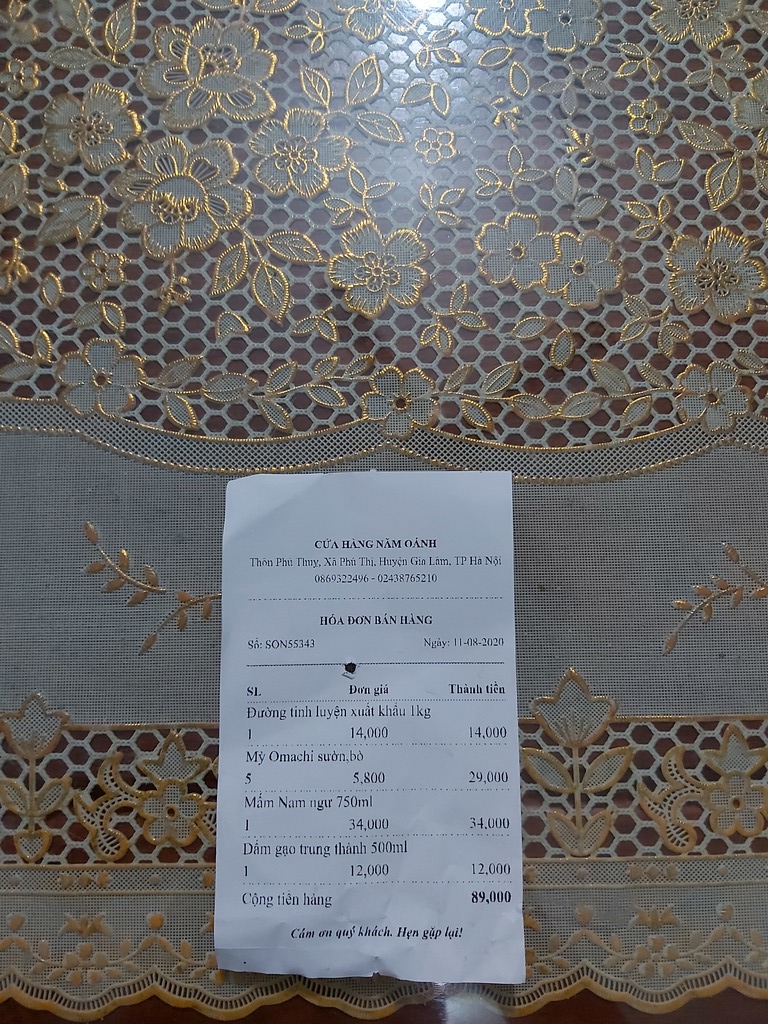 CỬA HÀNG NĂM OANH
Thôn Phú Thụy, Xã Phú Thị, Huyện Gia Lâm, TP Hà Nội
0869322496 - 02438765210
HÓA ĐƠN BÁN HÀNG
Số: SON55343 Ngày: 11-08-2020
SL Đơn giá Thành tiền
Đường tinh luyện xuất khẩu 1kg
1 14,000 14,000
Mỳ Omachi sườn,bò
5 5,800 29,000
Mắm Nam ngư 750ml
1 34,000 34,000
Dấm gạo trung thành 500ml
1 12,000 12,000
Cộng tiền hàng 89,000
Cám ơn quý khách. Hẹn gặp lại!